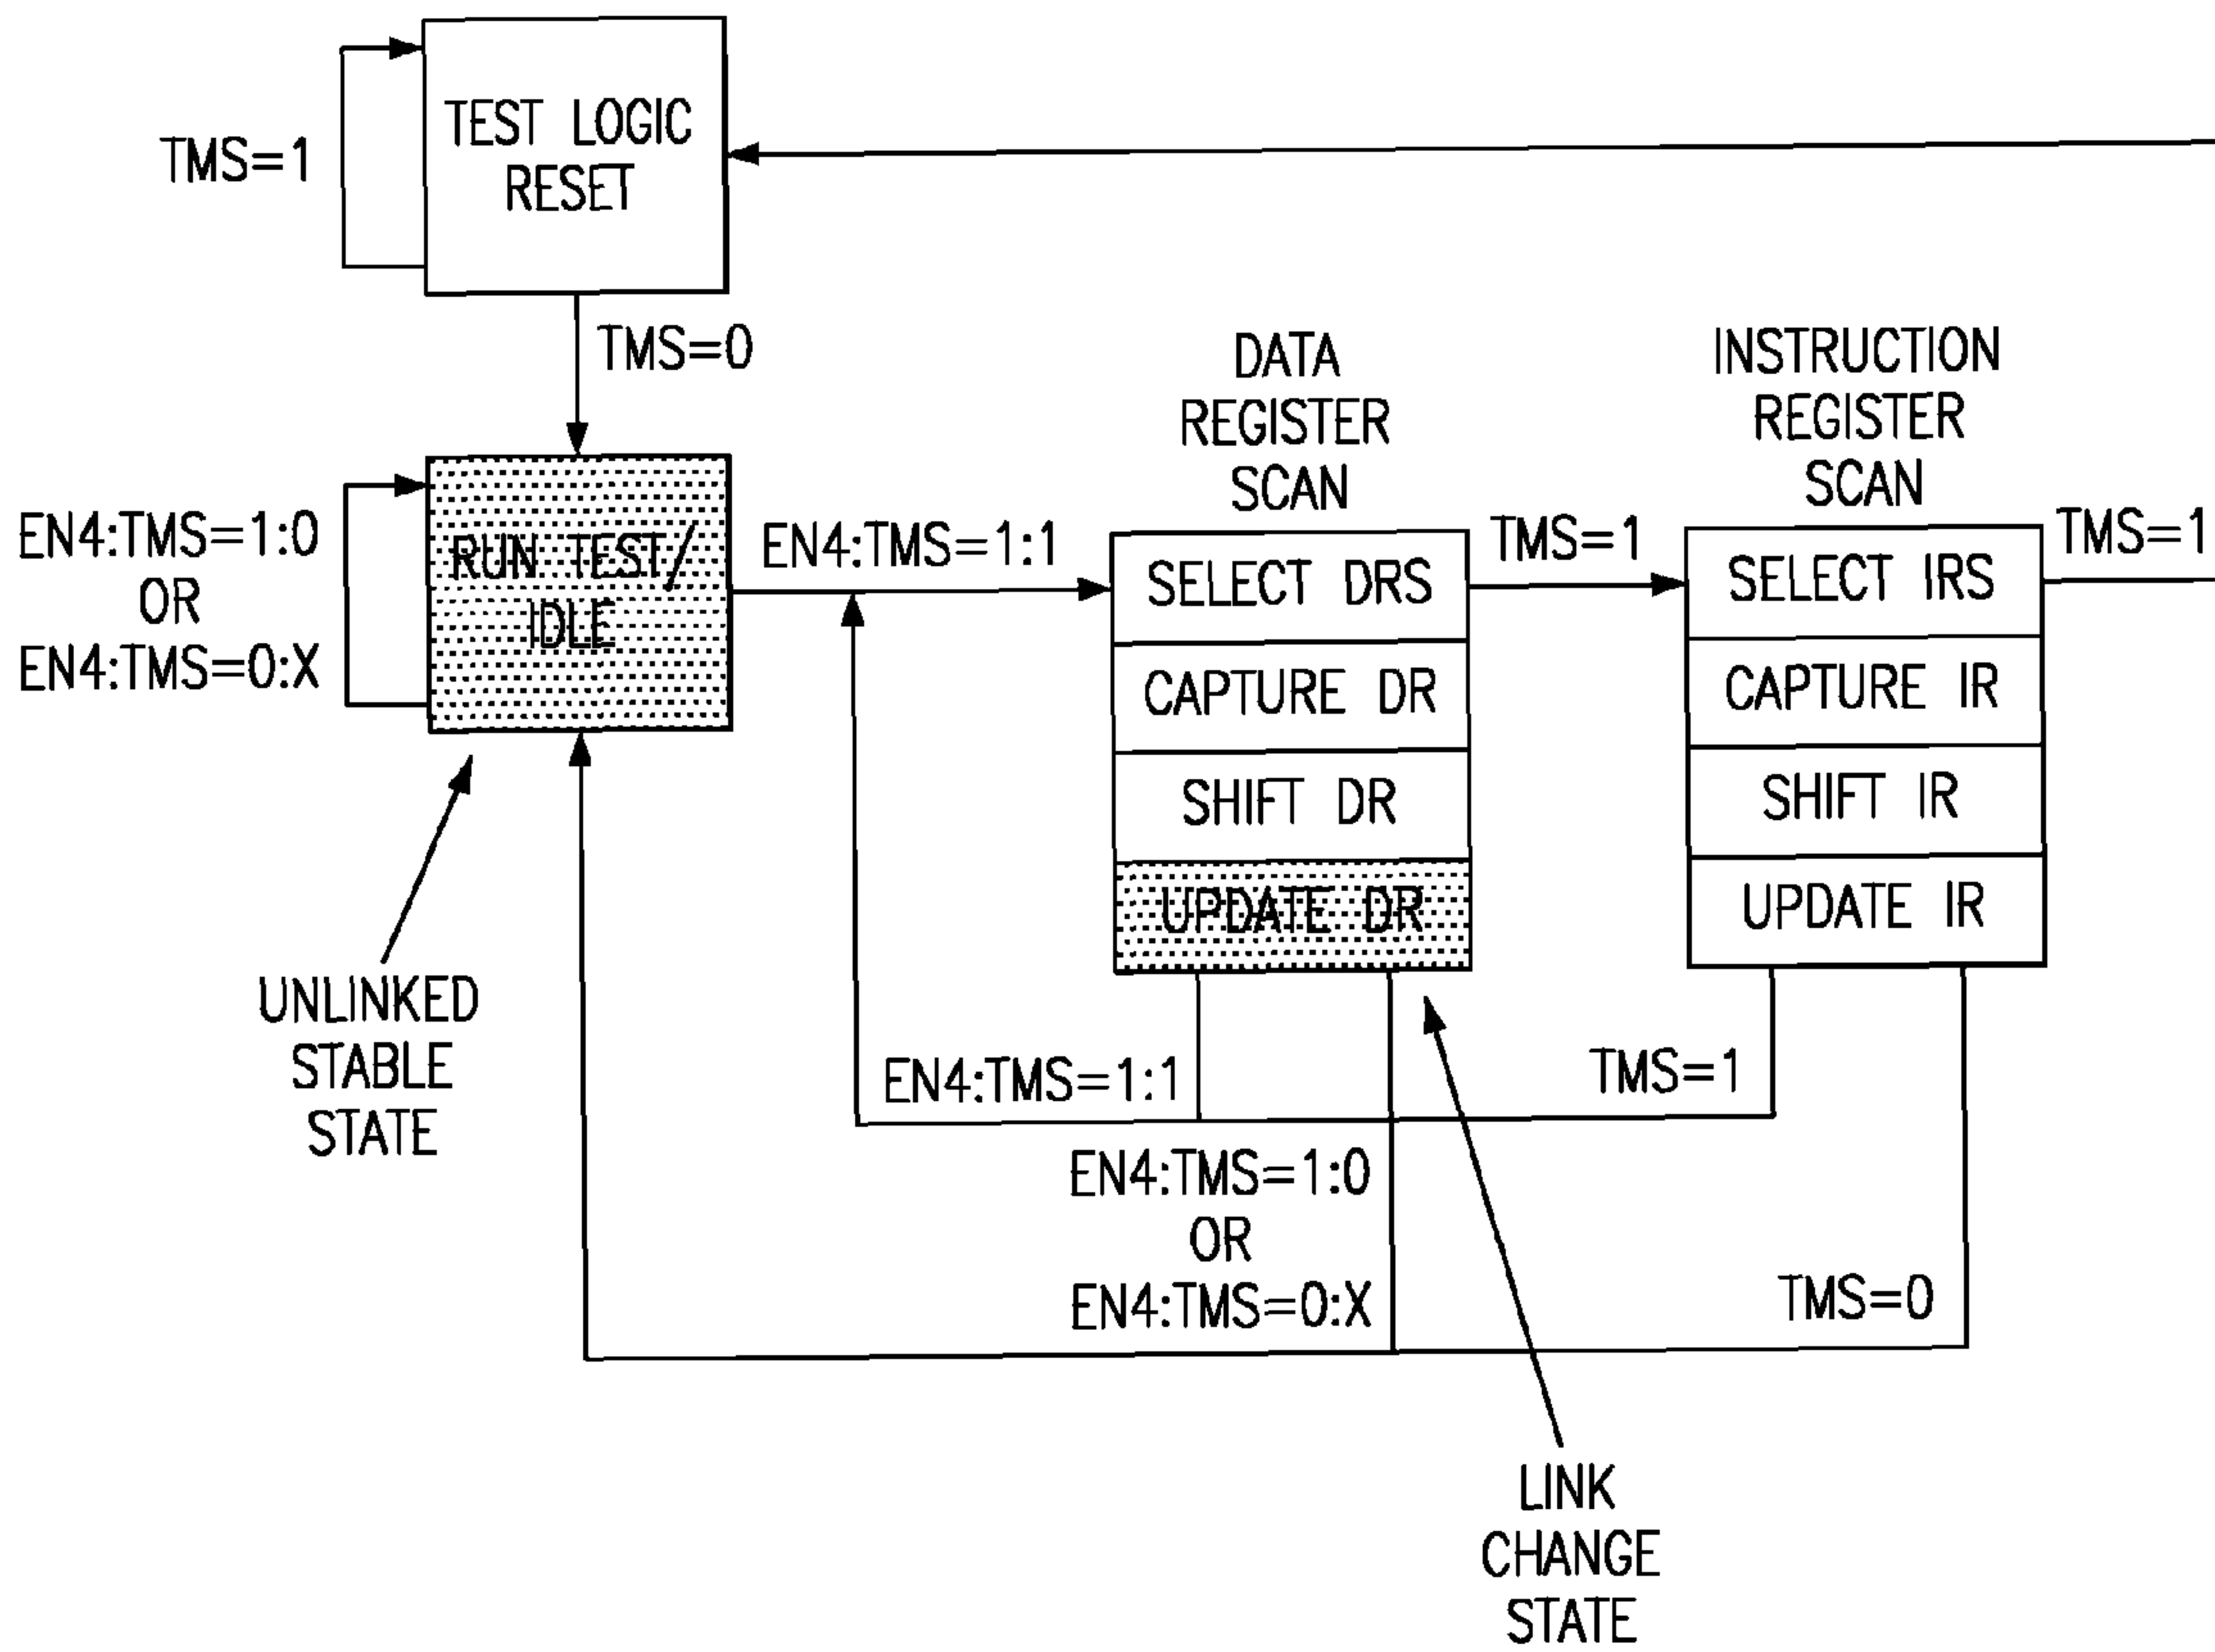 TEST LOGIC
RESET
TMS=1
TMS=0
EN4:TMS=1:0
OR
EN4:TMS=0:X
RUN TEST/
IDLE
UNLINKED
STABLE
STATE
EN4:TMS=1:1
DATA
REGISTER
SCAN
SELECT DRS
CAPTURE DR
SHIFT DR
UPDATE DR
TMS=1
INSTRUCTION
REGISTER
SCAN
SELECT IRS
CAPTURE IR
SHIFT IR
UPDATE IR
TMS=1
EN4:TMS=1:1
TMS=1
EN4:TMS=1:0
OR
EN4:TMS=0:X
TMS=0
LINK
CHANGE
STATE